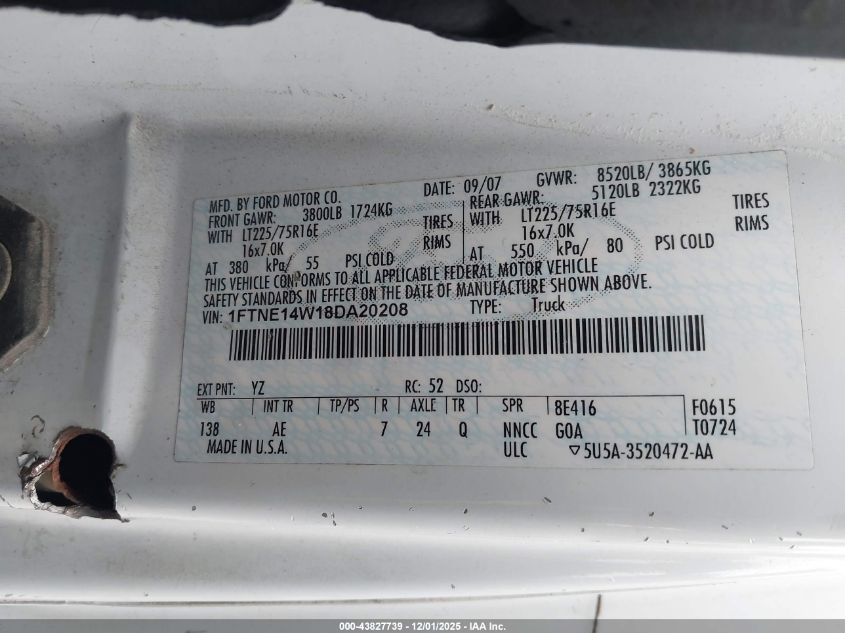 MFD. BY FORD MOTOR CO. DATE: 09/07 GVWR: 8520LB/ 3865KG
FRONT GAWR: 3800LB 1724KG REAR GAWR: 5120LB 2322KG
WITH LT225/75R16E TIRES WITH LT225/75R16E TIRES
16x7.0K RIMS 16x7.0K RIMS
AT 380 kPa/ 55 PSI COLD AT 550 kPa/ 80 PSI COLD
THIS VEHICLE CONFORMS TO ALL APPLICABLE FEDERAL MOTOR VEHICLE
SAFETY STANDARDS IN EFFECT ON THE DATE OF MANUFACTURE SHOWN ABOVE.
VIN: 1FTNE14W18DA20208 TYPE: Truck
EXT PNT: YZ RC: 52 DSO:
WB INT TR TP/PS R AXLE TR SPR 8E416 F0615
138 AE 7 24 Q NNCC GOA T0724
MADE IN U.S.A. ULC ▽5U5A-3520472-AA
000-43827739 - 12/01/2025 - IAA Inc.